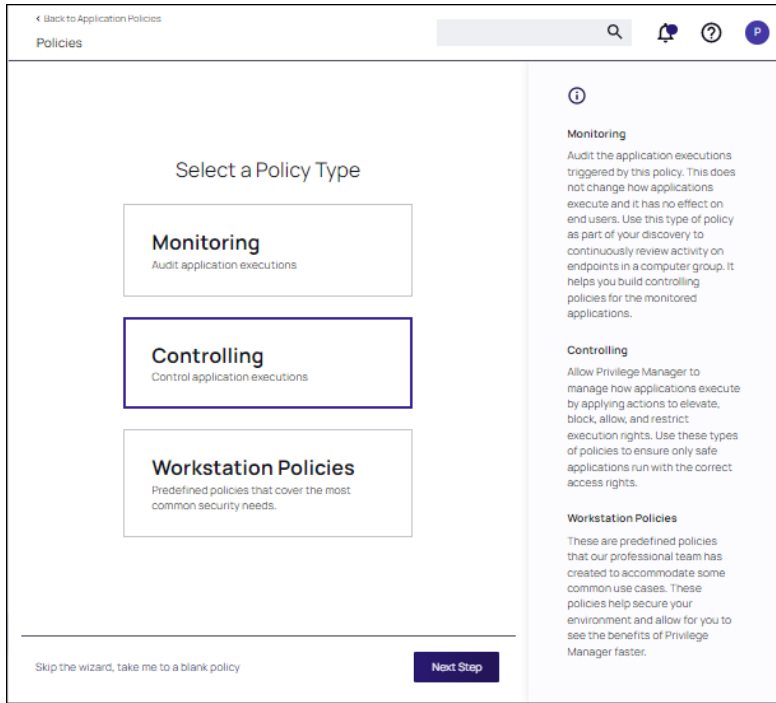 Back to Application Policies
Policies
P
Select a Policy Type
Monitoring
Audit application executions
Controlling
Control application executions
Workstation Policies
Predefined policies that cover the most
common security needs.
Skip the wizard, take me to a blank policy
Next Step
Monitoring
Audit the application executions
triggered by this policy. This does
not change how applications
execute and it has no effect on
end users. Use this type of policy
as part of your discovery to
continuously review activity on
endpoints in a computer group. It
helps you build controlling
policies for the monitored
applications.
Controlling
Allow Privilege Manager to
manage how applications execute
by applying actions to elevate,
block, allow, and restrict
execution rights. Use these types
of policies to ensure only safe
applications run with the correct
access rights.
Workstation Policies
These are predefined policies
that our professional team has
created to accommodate some
common use cases. These
policies help secure your
environment and allow for you to
see the benefits of Privilege
Manager faster.